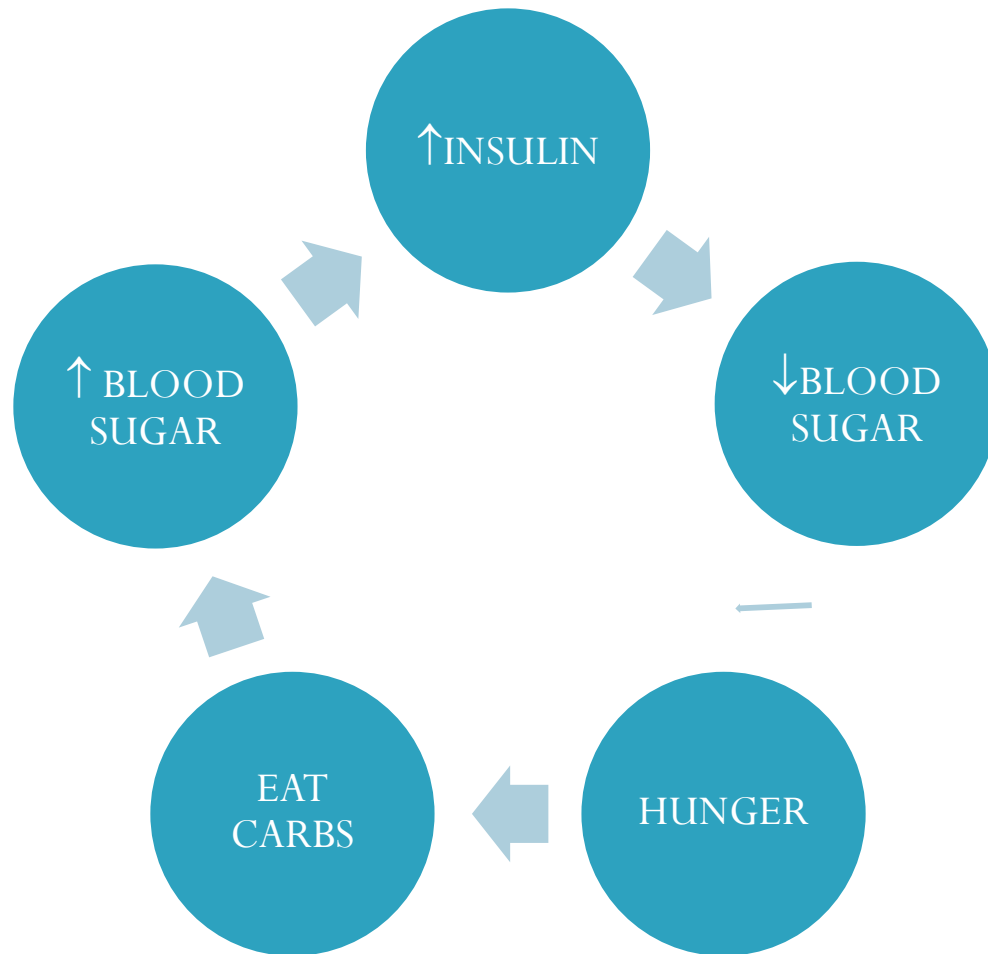 ↑INSULIN
↓BLOOD
SUGAR
HUNGER
EAT
CARBS
↑ BLOOD
SUGAR